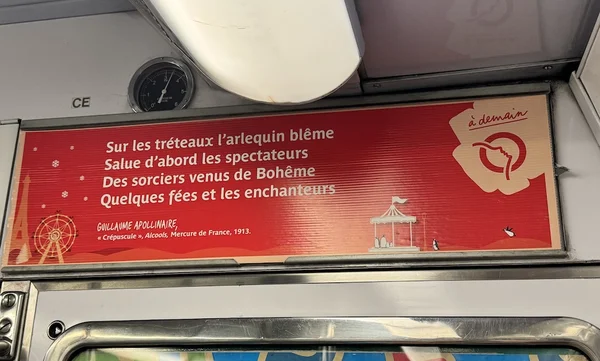 CE
Sur les tréteaux l'arlequin blême
Salue d'abord les spectateurs
Des sorciers venus de Bohême
Quelques fées et les enchanteurs
GUILLAUME APOLLINAIRE,
« Crépuscule », Alcools, Mercure de France, 1913.
à demain